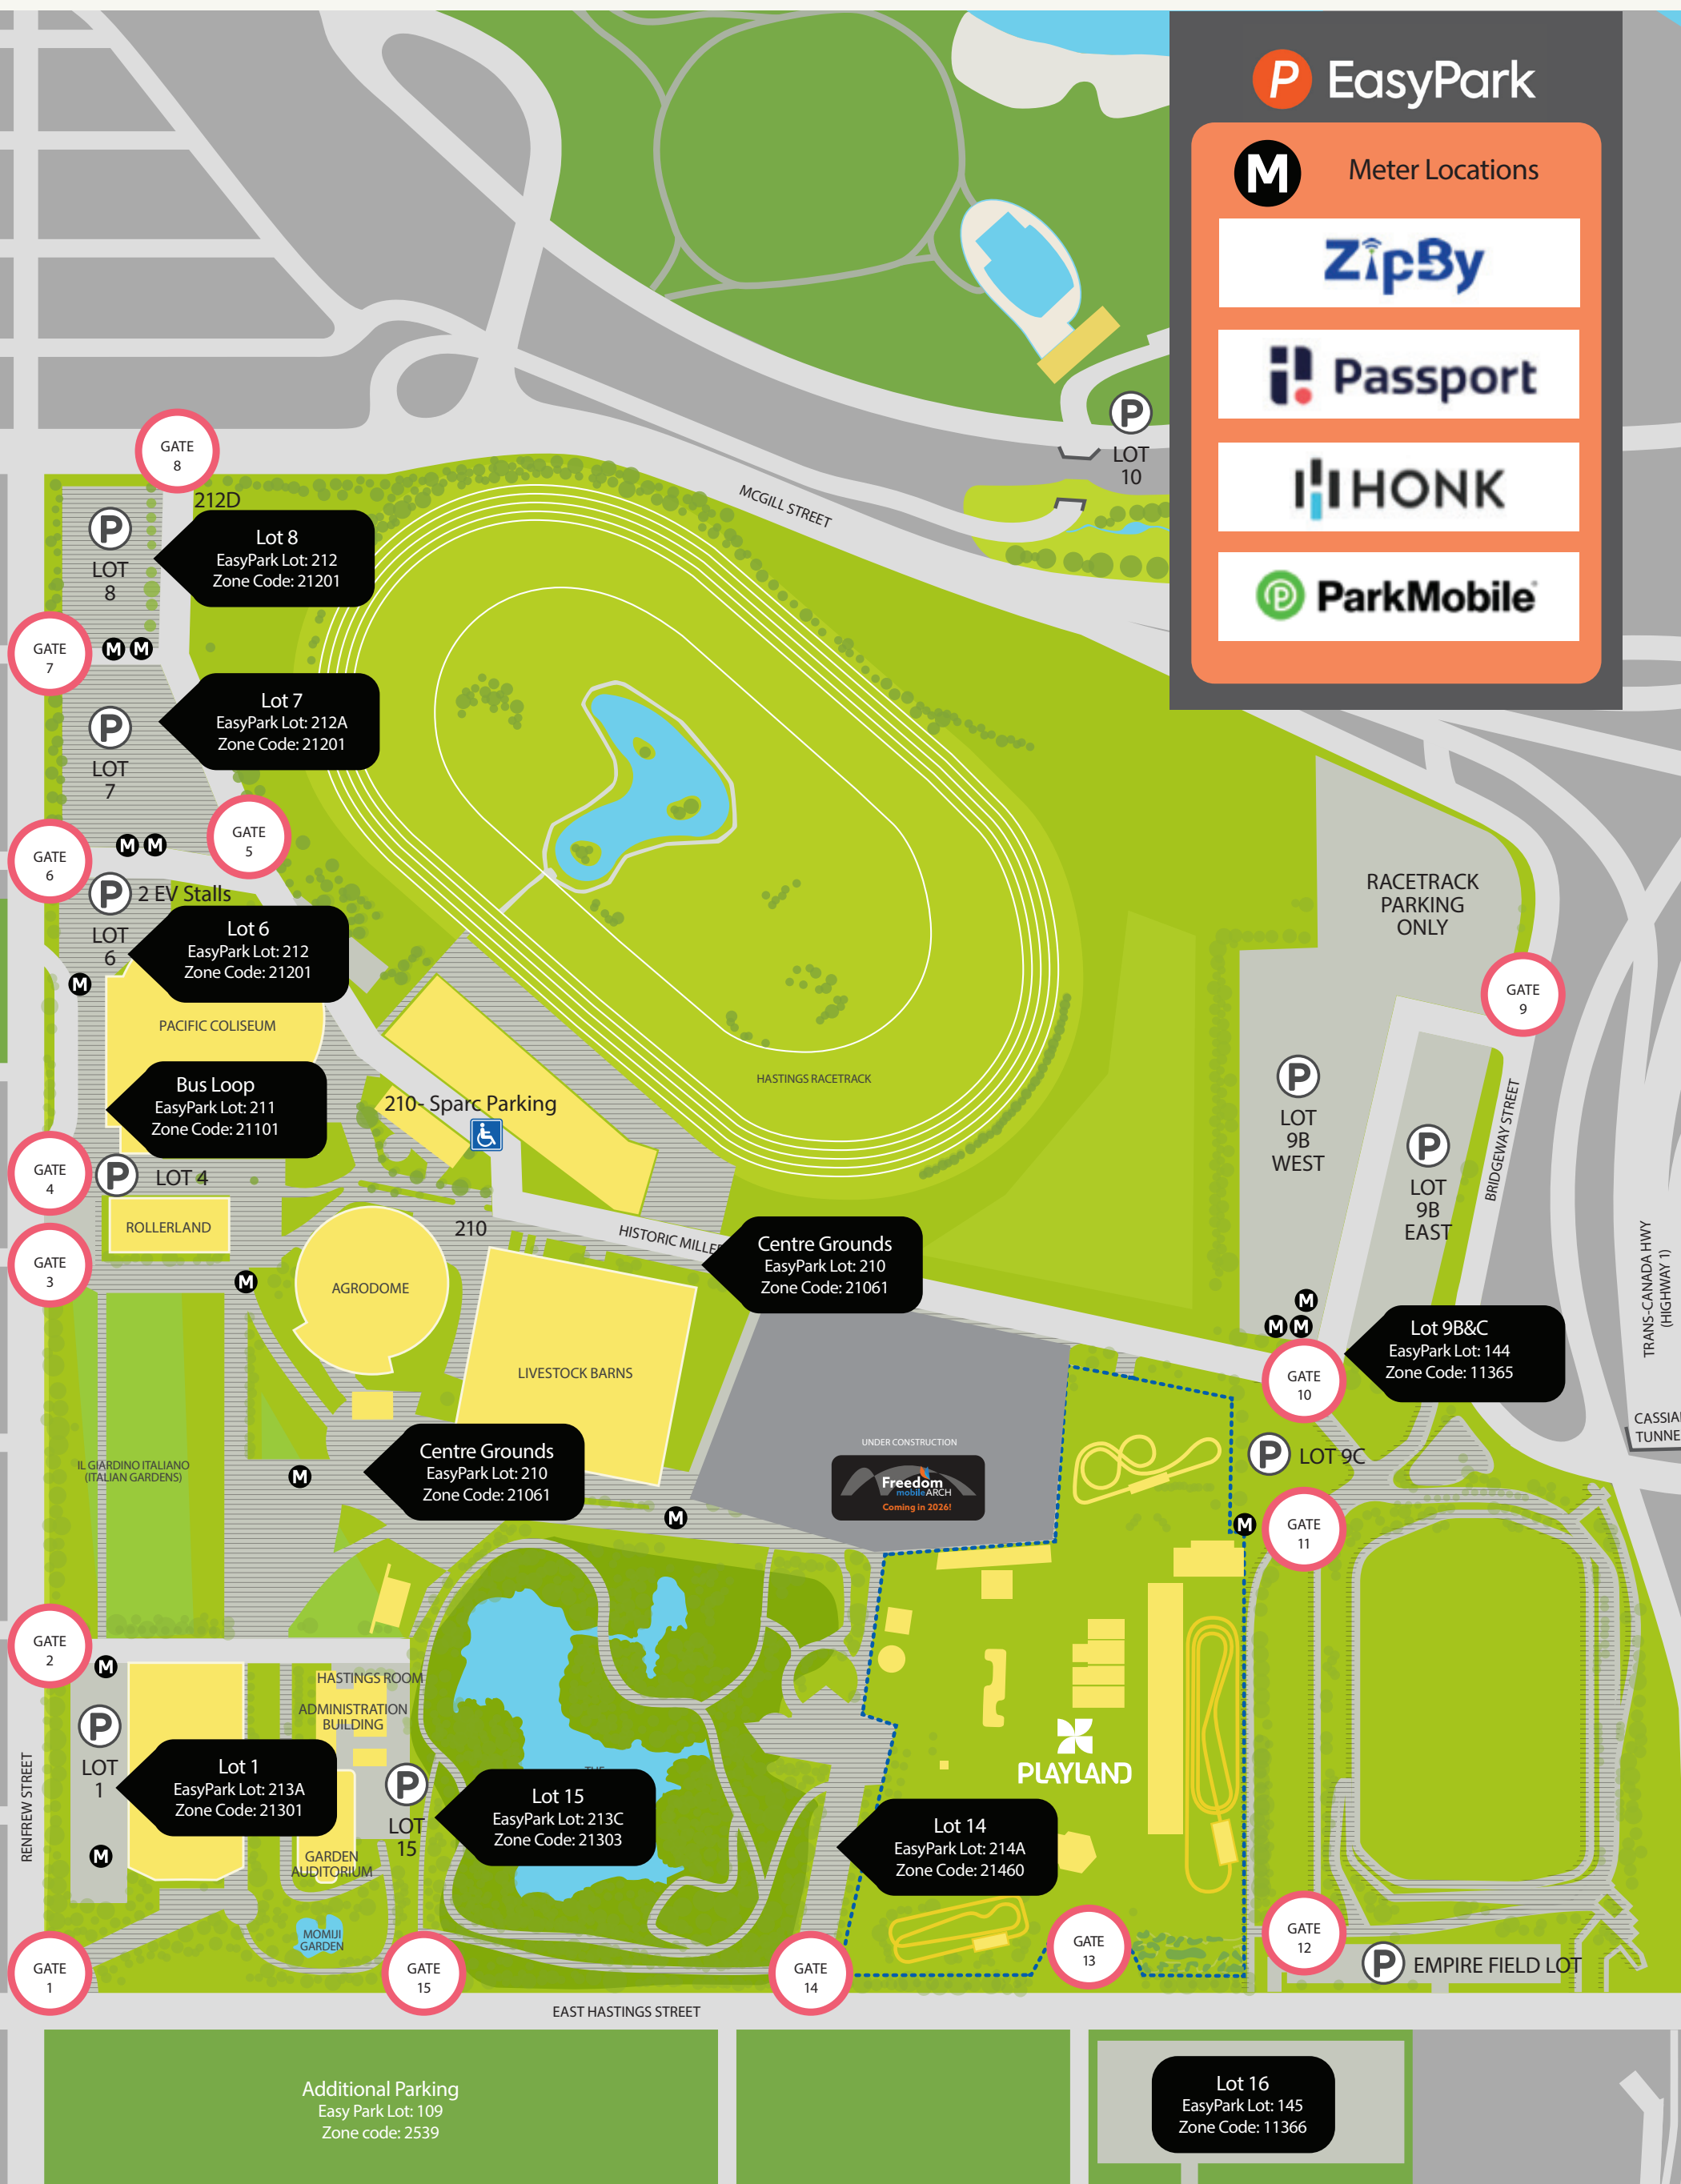 EasyPark
M Meter Locations
ZipBy
Passport
HONK
ParkMobile
P
LOT
10
MCGILL STREET
GATE
8
212D
P
LOT
8
Lot 8
EasyPark Lot: 212
Zone Code: 21201
GATE
7
M M
P
LOT
7
Lot 7
EasyPark Lot: 212A
Zone Code: 21201
GATE
5
M M
GATE
6
P 2 EV Stalls
LOT
6
Lot 6
EasyPark Lot: 212
Zone Code: 21201
M
PACIFIC COLISEUM
RACETRACK
PARKING
ONLY
GATE
9
HASTINGS RACETRACK
Bus Loop
EasyPark Lot: 211
Zone Code: 21101
210- Sparc Parking
P
LOT
9B
WEST
P
LOT
9B
EAST
BRIDGEWAY STREET
GATE
4
P LOT 4
ROLLERLAND
210
HISTORIC MILLE
GATE
3
M
AGRODOME
Centre Grounds
EasyPark Lot: 210
Zone Code: 21061
TRANS-CANADA HWY
(HIGHWAY 1)
M
M M
GATE
10
Lot 9B&C
EasyPark Lot: 144
Zone Code: 11365
LIVESTOCK BARNS
CASSIA
TUNNE
UNDER CONSTRUCTION
Freedom
mobile ARCH
Coming in 2026!
P LOT 9C
IL GIARDINO ITALIANO
(ITALIAN GARDENS)
M
Centre Grounds
EasyPark Lot: 210
Zone Code: 21061
M
M
GATE
11
GATE
2
M
HASTINGS ROOM
ADMINISTRATION
BUILDING
P
LOT
1
Lot 1
EasyPark Lot: 213A
Zone Code: 21301
M
RENFREW STREET
P
LOT
15
THE
Lot 15
EasyPark Lot: 213C
Zone Code: 21303
GARDEN
AUDITORIUM
PLAYLAND
Lot 14
EasyPark Lot: 214A
Zone Code: 21460
MOMIJI
GARDEN
GATE
1
GATE
15
GATE
14
GATE
13
GATE
12
P EMPIRE FIELD LOT
EAST HASTINGS STREET
Additional Parking
Easy Park Lot: 109
Zone code: 2539
Lot 16
EasyPark Lot: 145
Zone Code: 11366